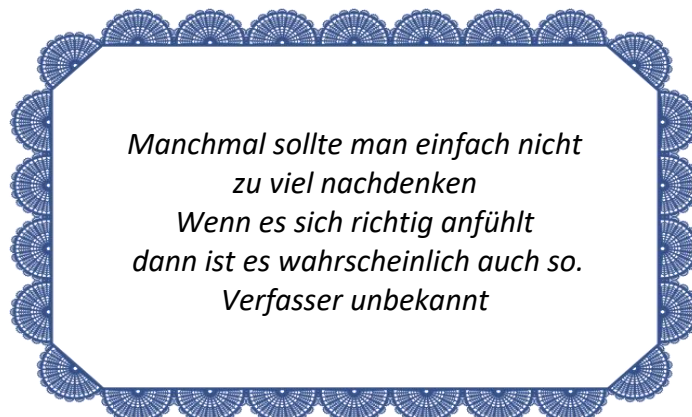 Manchmal sollte man einfach nicht
zu viel nachdenken
Wenn es sich richtig anfühlt
dann ist es wahrscheinlich auch so.
Verfasser unbekannt